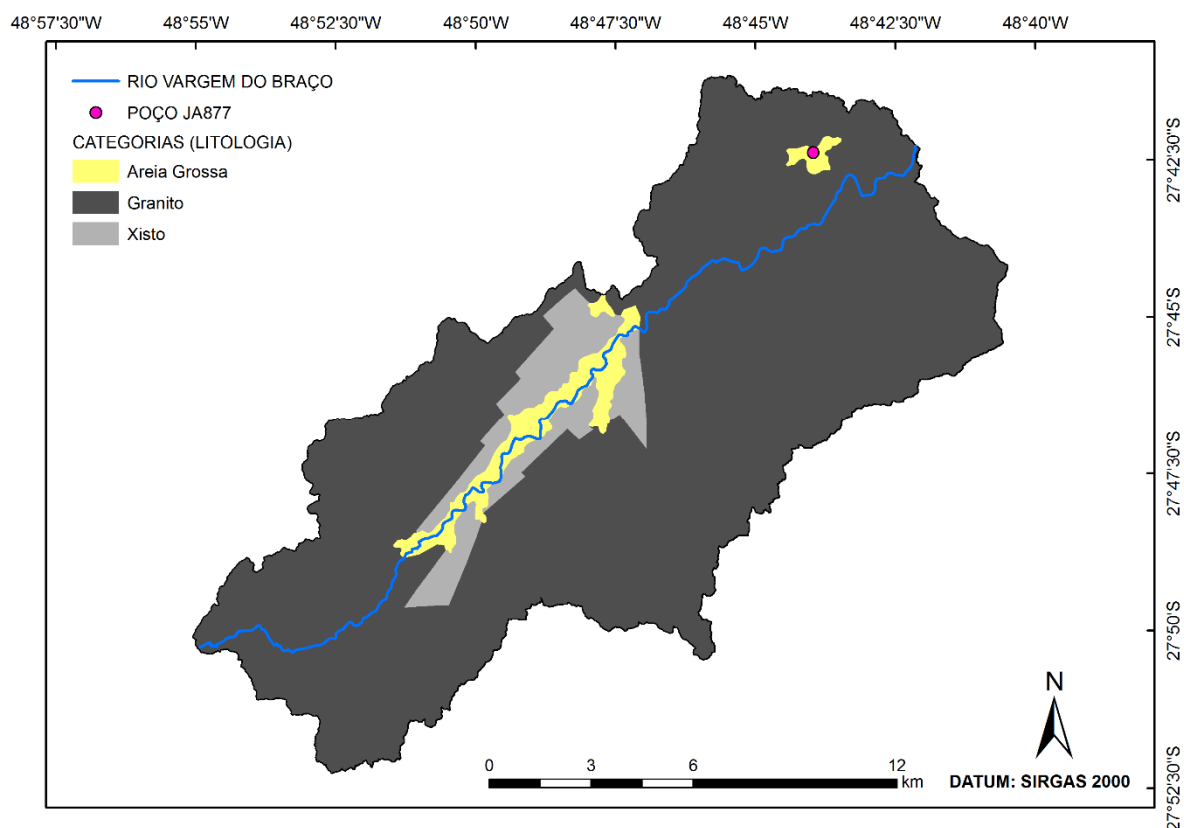 48°57'30"W 48°55'W 48°52'30"W 48°50'W 48°47'30"W 48°45'W 48°42'30"W 48°40'W
RIO VARGEM DO BRAÇO
POÇO JA877
CATEGORIAS (LITOLOGIA)
Areia Grossa
Granito
Xisto
27°42'30"S
27°45'S
27°47'30"S
27°50'S
27°52'30"S
N
0 3 6 12
km
DATUM: SIRGAS 2000